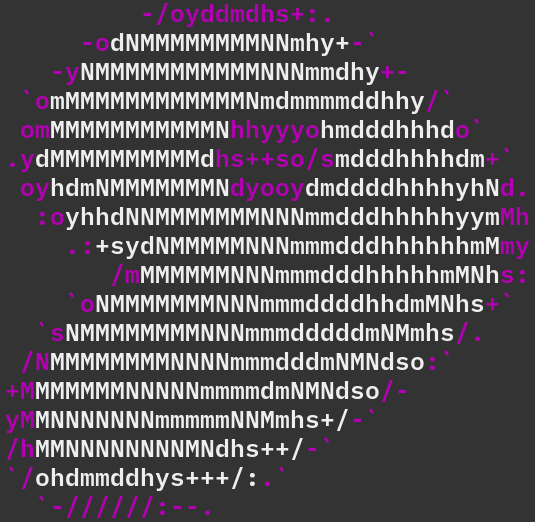 -/oyddmdhs+:.
-odNMMMMMMMMNNmhy+-`
-yNMMMMMMMMMMMNNNmmdhy+-
`omMMMMMMMMMMMMNmdmmmmddhhy/`
omMMMMMMMMMMMNhhyyyohmdddhhhdo`
.ydMMMMMMMMMMdhs++so/smdddhhhhdm+`
oyhdmNMMMMMMMNdyooydmddddhhhhyhNd.
:oyhhdNNMMMMMMMNNNmmdddhhhhhyymMh
.:+sydNMMMMMNNNmmmdddhhhhhhmMmy
/mMMMMMMNNNmmmdddhhhhhmMNhs:
`oNMMMMMMMNNNmmmddddhhdmMNhs+`
`sNMMMMMMMMNNNmmmdddddmNMmhs/.
/NMMMMMMMMNNNNmmmdddmNMNdso:`
+MMMMMMMNNNNNmmmmdmNMNdso/-
yMMNNNNNNNmmmmmNNMmhs+/-`
/hMMNNNNNNNNMNdhs++/-`
`/ohdmmddhys+++/:.`
`-//////:--.